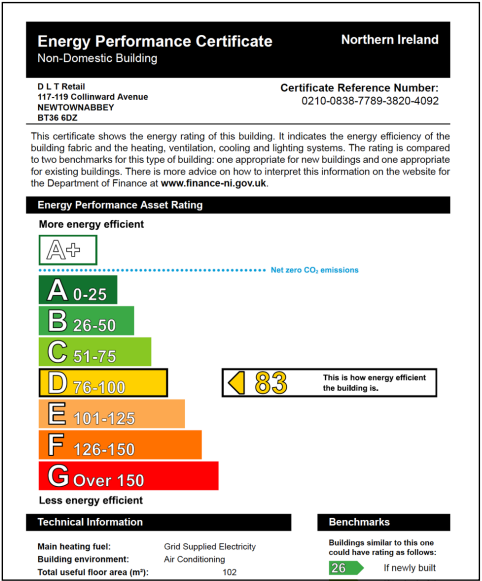 Energy Performance Certificate
Northern Ireland
Non-Domestic Building
D L T Retail
117-119 Collinward Avenue
NEWTOWNABBEY
BT36 6DZ
Certificate Reference Number:
0210-0838-7789-3820-4092
This certificate shows the energy rating of this building. It indicates the energy efficiency of the
building fabric and the heating, ventilation, cooling and lighting systems. The rating is compared
to two benchmarks for this type of building: one appropriate for new buildings and one appropriate
for existing buildings. There is more advice on how to interpret this information on the website for
the Department of Finance at www.finance-ni.gov.uk.
Energy Performance Asset Rating
More energy efficient
A+
Net zero CO₂ emissions
A 0-25
B 26-50
C 51-75
D 76-100
83
This is how energy efficient
the building is.
E 101-125
F 126-150
G Over 150
Less energy efficient
Technical Information
Main heating fuel: Grid Supplied Electricity
Building environment: Air Conditioning
Total useful floor area (m²): 102
Benchmarks
Buildings similar to this one
could have rating as follows:
26 If newly built